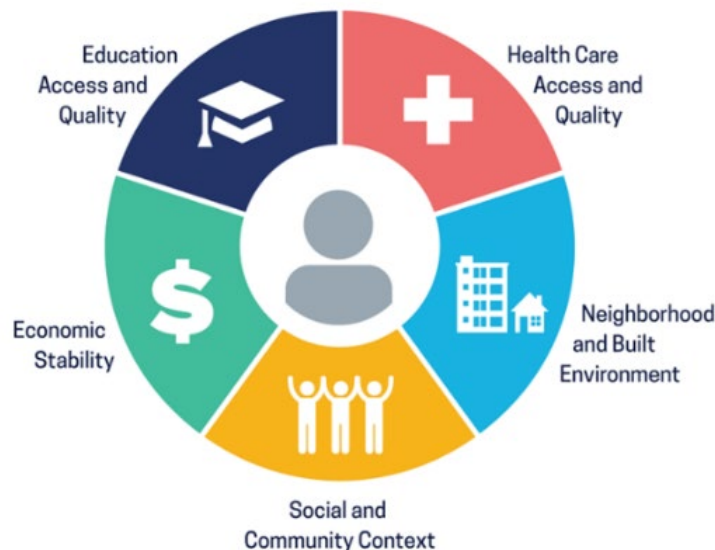 Education
Access and
Quality
Health Care
Access and
Quality
$
Economic
Stability
Neighborhood
and Built
Environment
Social and
Community Context